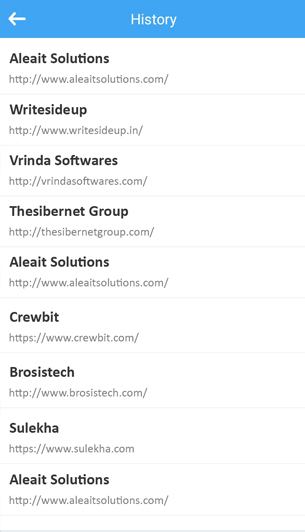 History
Aleait Solutions
http://www.aleaitsolutions.com/
Writesideup
http://www.writesideup.in/
Vrinda Softwares
http://vrindasoftwares.com/
Thesibernet Group
http://thesibernetgroup.com/
Aleait Solutions
http://www.aleaitsolutions.com/
Crewbit
https://www.crewbit.com/
Brosistech
http://www.brosistech.com/
Sulekha
https://www.sulekha.com
Aleait Solutions
http://www.aleaitsolutions.com/